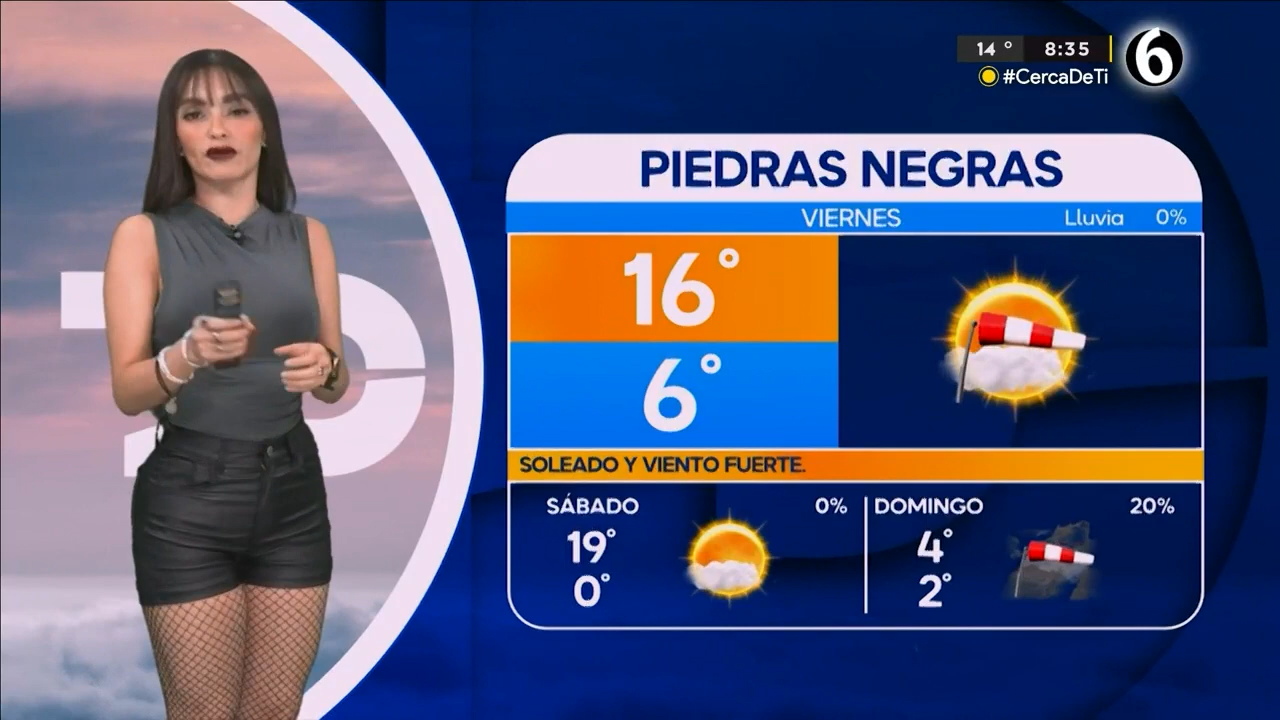 14° 8:35
#CercaDeTi
6
PIEDRAS NEGRAS
VIERNES Lluvia 0%
16°
6°
SOLEADO Y VIENTO FUERTE.
SÁBADO 0%
19°
0°
DOMINGO 20%
4°
2°